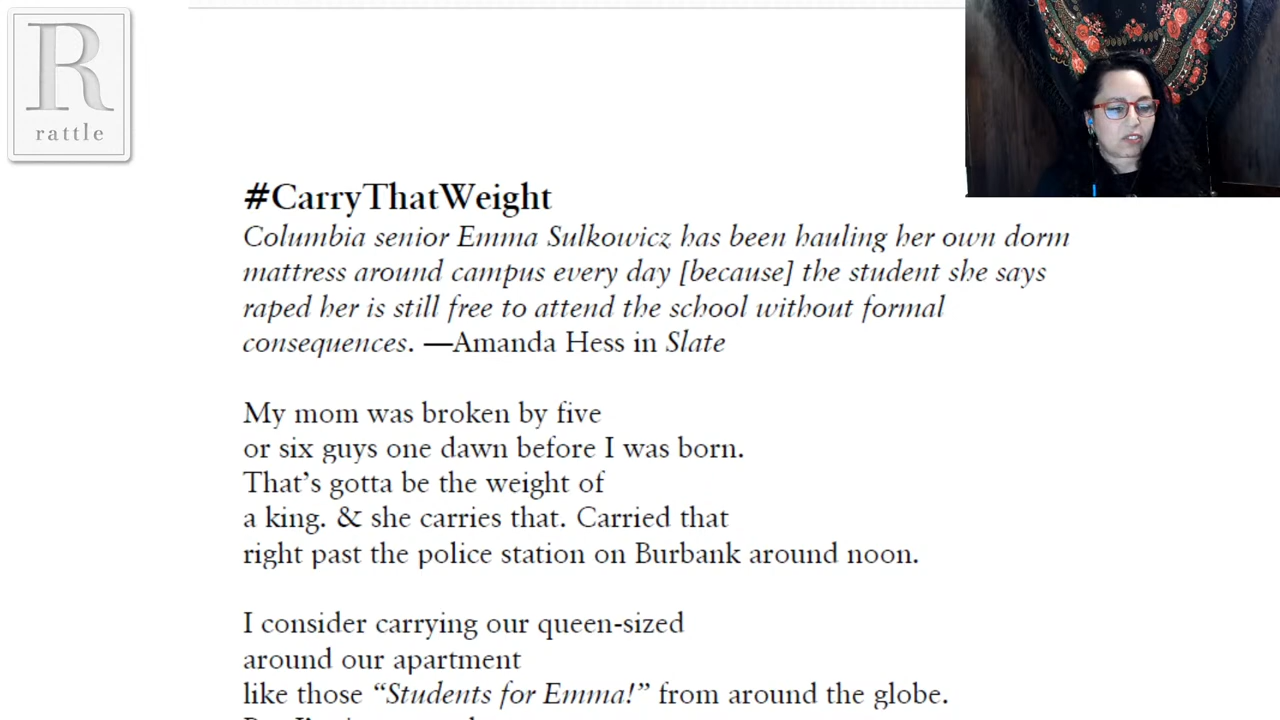 R
rattle
#CarryThatWeight
Columbia senior Emma Sulkowicz has been hauling her own dorm
mattress around campus every day [because] the student she says
raped her is still free to attend the school without formal
consequences. —Amanda Hess in Slate
My mom was broken by five
or six guys one dawn before I was born.
That’s gotta be the weight of
a king. & she carries that. Carried that
right past the police station on Burbank around noon.
I consider carrying our queen-sized
around our apartment
like those “Students for Emma!” from around the globe.